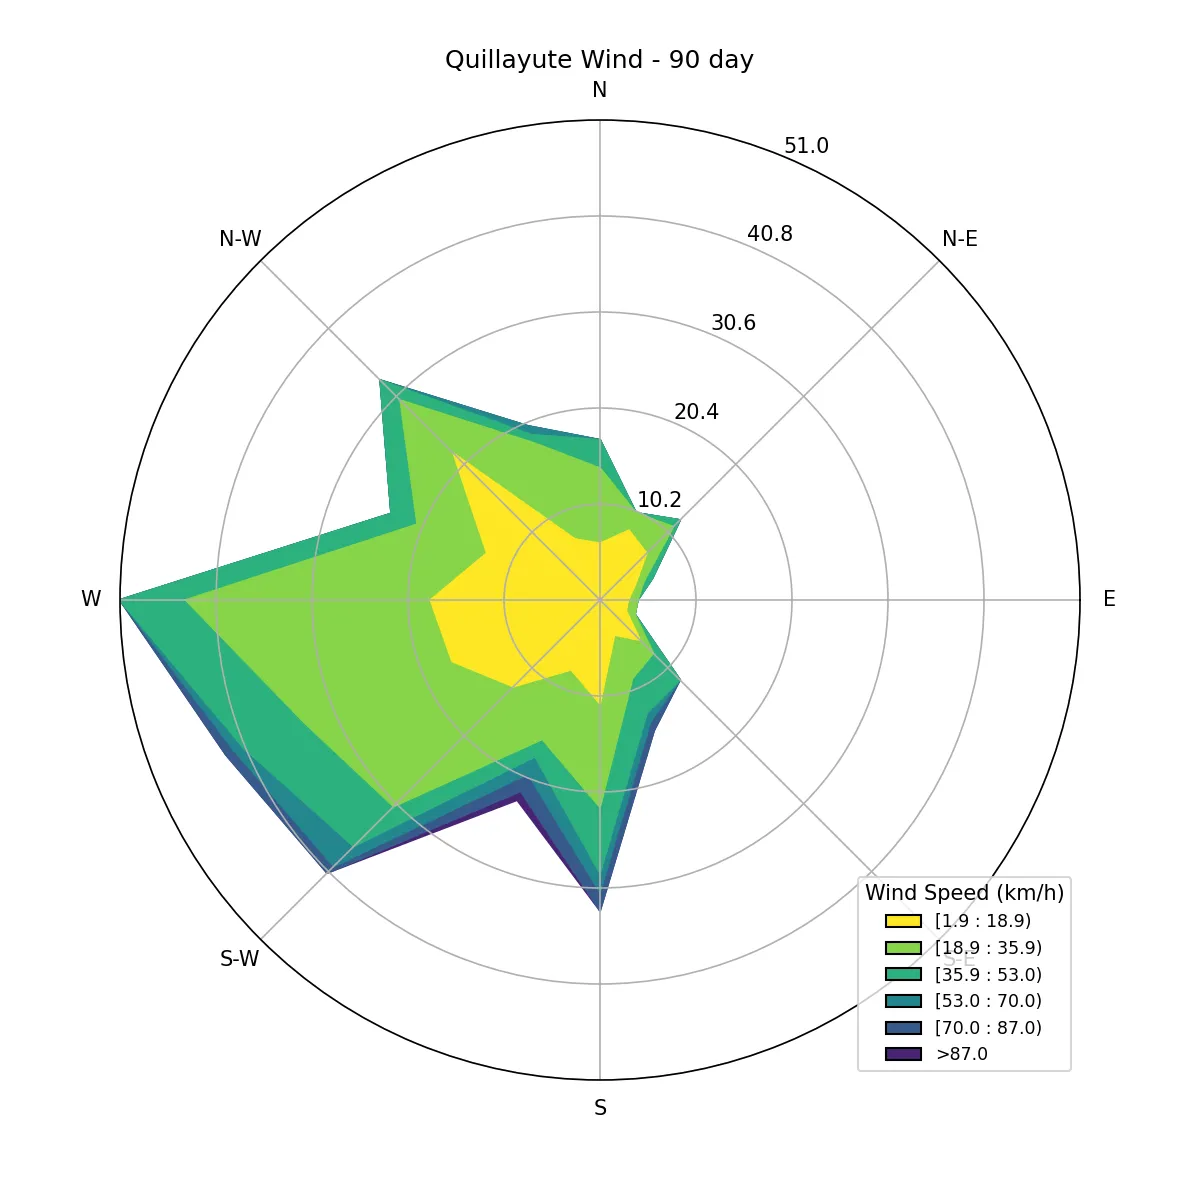 Quillayute Wind - 90 day
N
51.0
40.8
N-W
N-E
30.6
20.4
10.2
W
E
S-W
S-E
S
Wind Speed (km/h)
[1.9 : 18.9)
[18.9 : 35.9)
[35.9 : 53.0)
[53.0 : 70.0)
[70.0 : 87.0)
>87.0